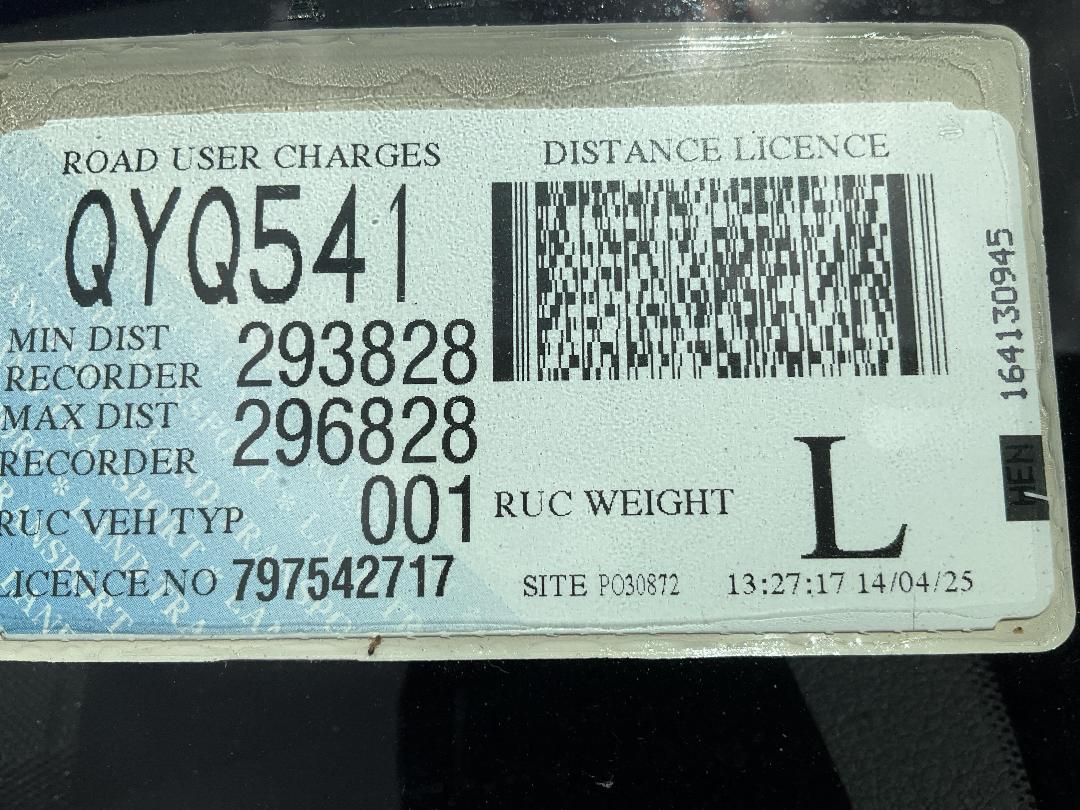 ROAD USER CHARGES
DISTANCE LICENCE
QYQ541
MIN DIST
RECORDER 293828
MAX DIST
RECORDER 296828
RUC VEH TYP 001
RUC WEIGHT L
LICENCE NO 797542717
SITE PO30872 13:27:17 14/04/25
164130945